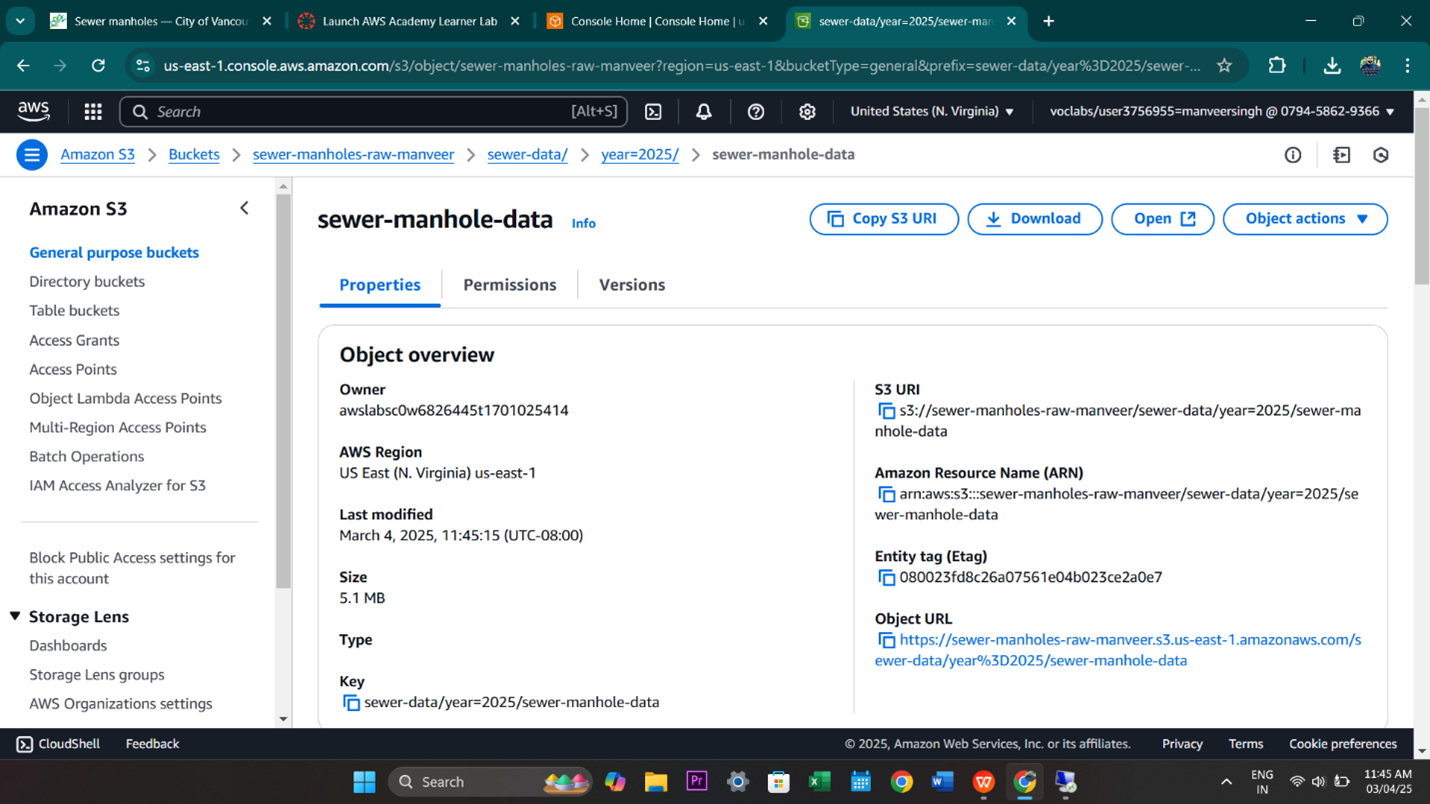 Sewer manholes — City of Vancou
Launch AWS Academy Learner Lab
Console Home | Console Home | u
sewer-data/year=2025/sewer-man
us-east-1.console.aws.amazon.com/s3/object/sewer-manholes-raw-manveer?region=us-east-1&bucketType=general&prefix=sewer-data/year%3D2025/sewer-...
aws
Search
[Alt+S]
United States (N. Virginia)
voclabs/user3756955=manveersingh @ 0794-5862-9366
Amazon S3 > Buckets > sewer-manholes-raw-manveer > sewer-data/ > year=2025/ > sewer-manhole-data
Amazon S3
General purpose buckets
Directory buckets
Table buckets
Access Grants
Access Points
Object Lambda Access Points
Multi-Region Access Points
Batch Operations
IAM Access Analyzer for S3
Block Public Access settings for
this account
Storage Lens
Dashboards
Storage Lens groups
AWS Organizations settings
sewer-manhole-data Info
Copy S3 URI
Download
Open
Object actions
Properties
Permissions
Versions
Object overview
Owner
awslabsc0w6826445t1701025414
AWS Region
US East (N. Virginia) us-east-1
Last modified
March 4, 2025, 11:45:15 (UTC-08:00)
Size
5.1 MB
Type
Key
sewer-data/year=2025/sewer-manhole-data
S3 URI
s3://sewer-manholes-raw-manveer/sewer-data/year=2025/sewer-ma
nhole-data
Amazon Resource Name (ARN)
arn:aws:s3:::sewer-manholes-raw-manveer/sewer-data/year=2025/se
wer-manhole-data
Entity tag (Etag)
080023fd8c26a07561e04b023ce2a0e7
Object URL
https://sewer-manholes-raw-manveer.s3.us-east-1.amazonaws.com/s
ewer-data/year%3D2025/sewer-manhole-data
CloudShell
Feedback
© 2025, Amazon Web Services, Inc. or its affiliates.
Privacy
Terms
Cookie preferences
Search
Pr
ENG
IN
11:45 AM
03/04/25